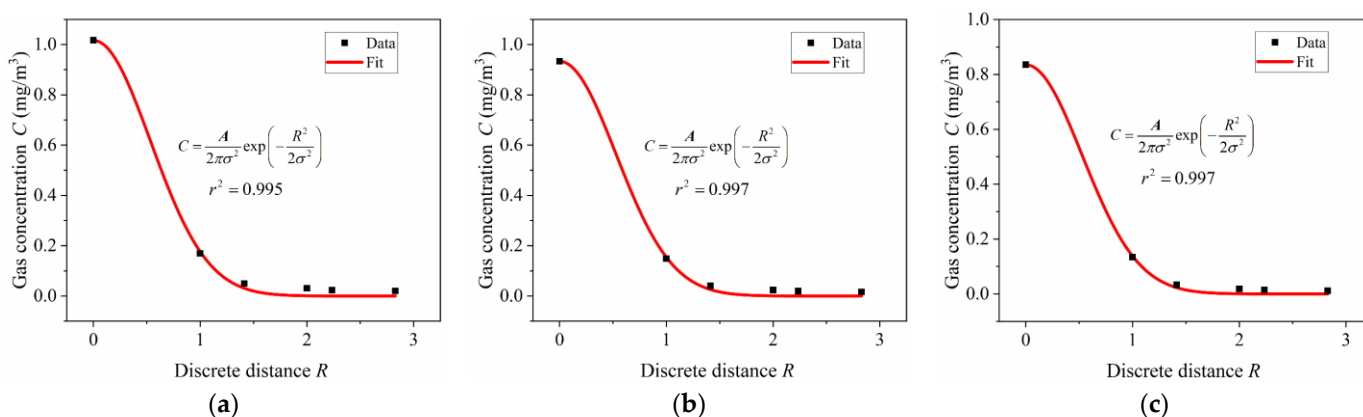 Gas concentration C (mg/m³)
1.0
0.8
0.6
0.4
0.2
0.0
Data
Fit
C = A/2πσ² exp(−R²/2σ²)
r² = 0.995
0 1 2 3
Discrete distance R
(a)
Gas concentration C (mg/m³)
1.0
0.8
0.6
0.4
0.2
0.0
Data
Fit
C = A/2πσ² exp(−R²/2σ²)
r² = 0.997
0 1 2 3
Discrete distance R
(b)
Gas concentration C (mg/m³)
1.0
0.8
0.6
0.4
0.2
0.0
Data
Fit
C = A/2πσ² exp(−R²/2σ²)
r² = 0.997
0 1 2 3
Discrete distance R
(c)